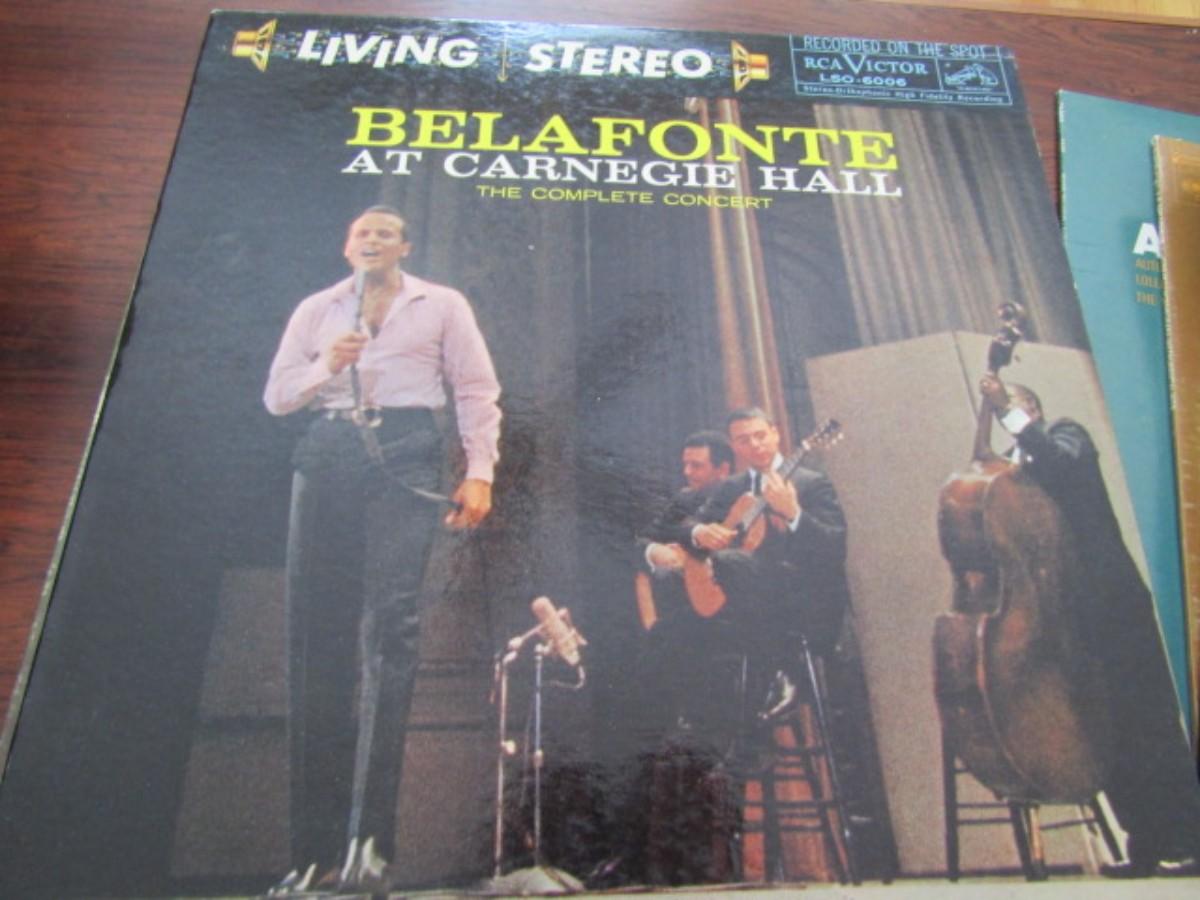 LIVING STEREO
RECORDED ON THE SPOT
RCA VICTOR
LSO-6006
Stereo-Orthophonic High Fidelity Recording
BELAFONTE
AT CARNEGIE HALL
THE COMPLETE CONCERT
A
THE